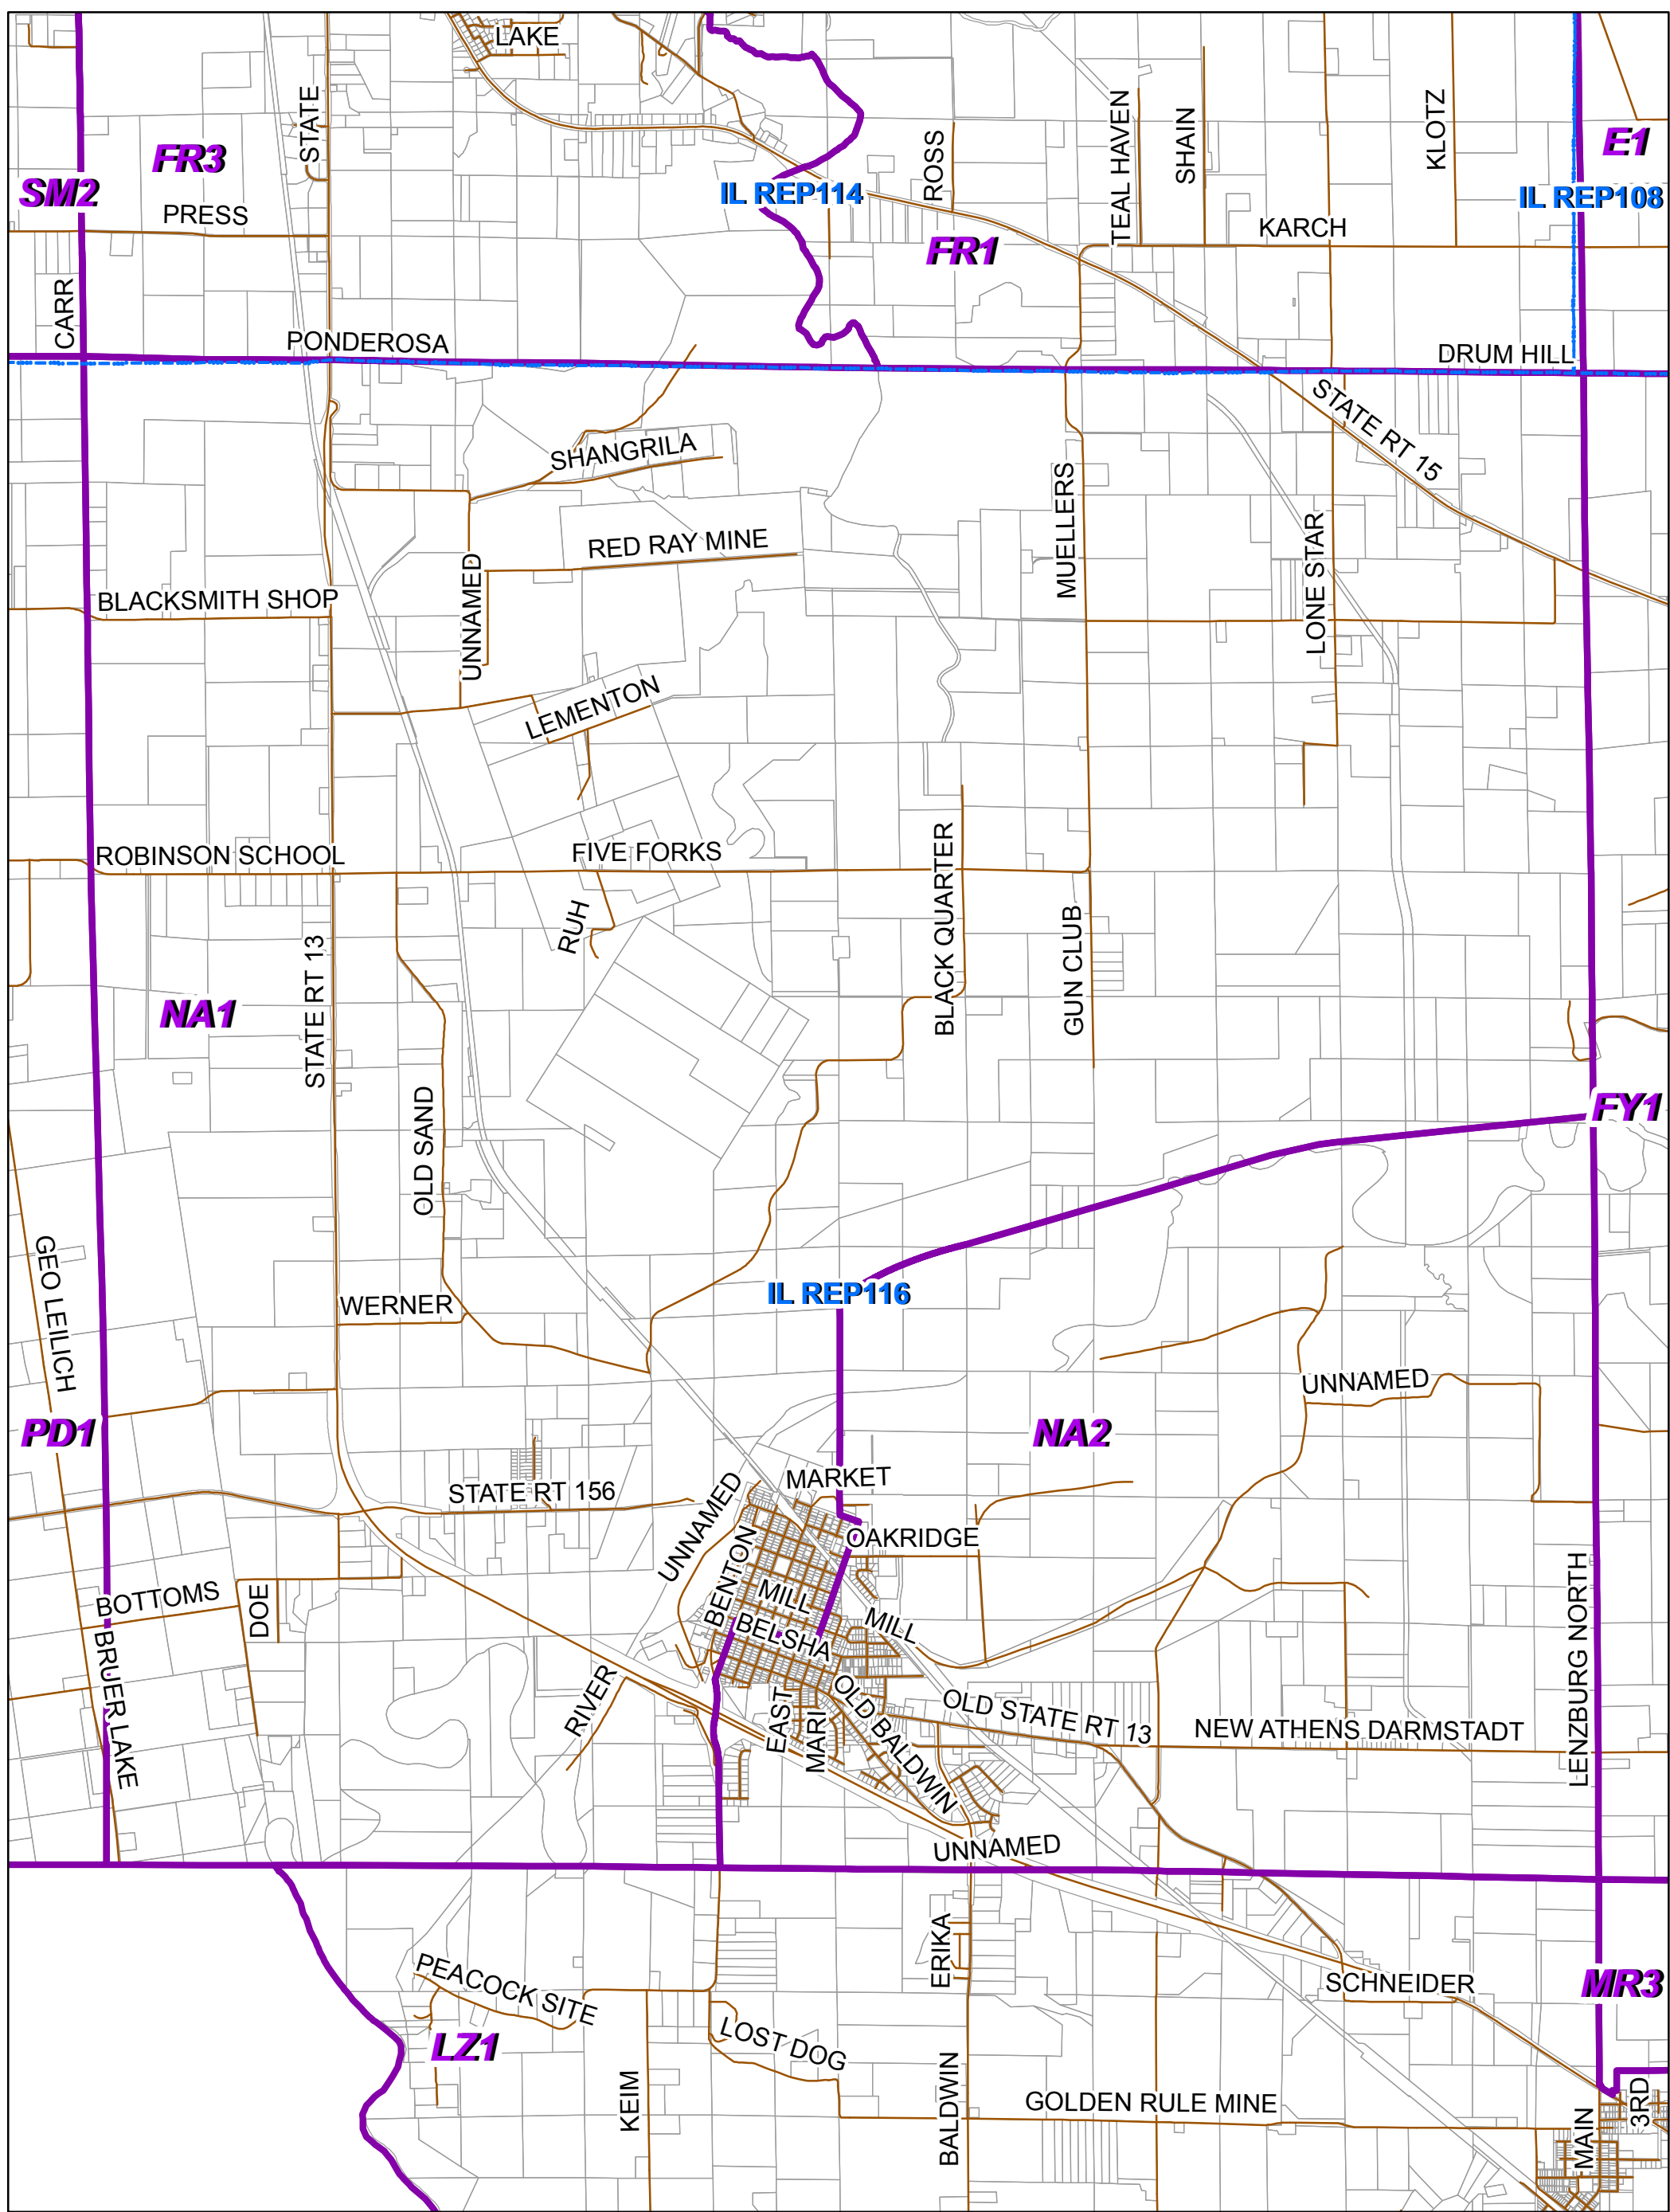 LAKE
STATE
FR3
SM2
PRESS
CARR
PONDEROSA
IL REP114
ROSS
FR1
TEAL HAVEN
SHAIN
KLOTZ
KARCH
E1
IL REP108
DRUM HILL
STATE RT 15
SHANGRILA
RED RAY MINE
UNNAMED
MUELLERS
LONE STAR
BLACKSMITH SHOP
LEMENTON
ROBINSON SCHOOL
FIVE FORKS
RUH
BLACK QUARTER
GUN CLUB
STATE RT 13
NA1
OLD SAND
FY1
GEO LEILICH
WERNER
IL REP116
UNNAMED
PD1
NA2
STATE RT 156
MARKET
UNNAMED
OAKRIDGE
BENTON
MILL
BELSHA
MILL
BOTTOMS
DOE
BRUER LAKE
RIVER
EAST
MARI
OLD BALDWIN
OLD STATE RT 13
NEW ATHENS DARMSTADT
LENZBURG NORTH
UNNAMED
PEACOCK SITE
LZ1
KEIM
LOST DOG
ERIKA
BALDWIN
SCHNEIDER
MR3
GOLDEN RULE MINE
MAIN
3RD